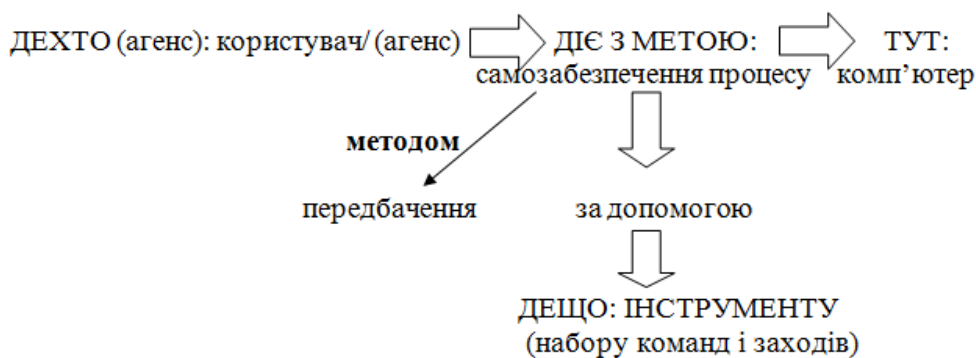 ДЕХТО (агенс): користувач/ (агенс) ДІЄ З МЕТОЮ: ТУТ:
самозабезпечення процесу комп’ютер
методом
передбачення за допомогою
ДЕЩО: ІНСТРУМЕНТУ
(набору команд і заходів)